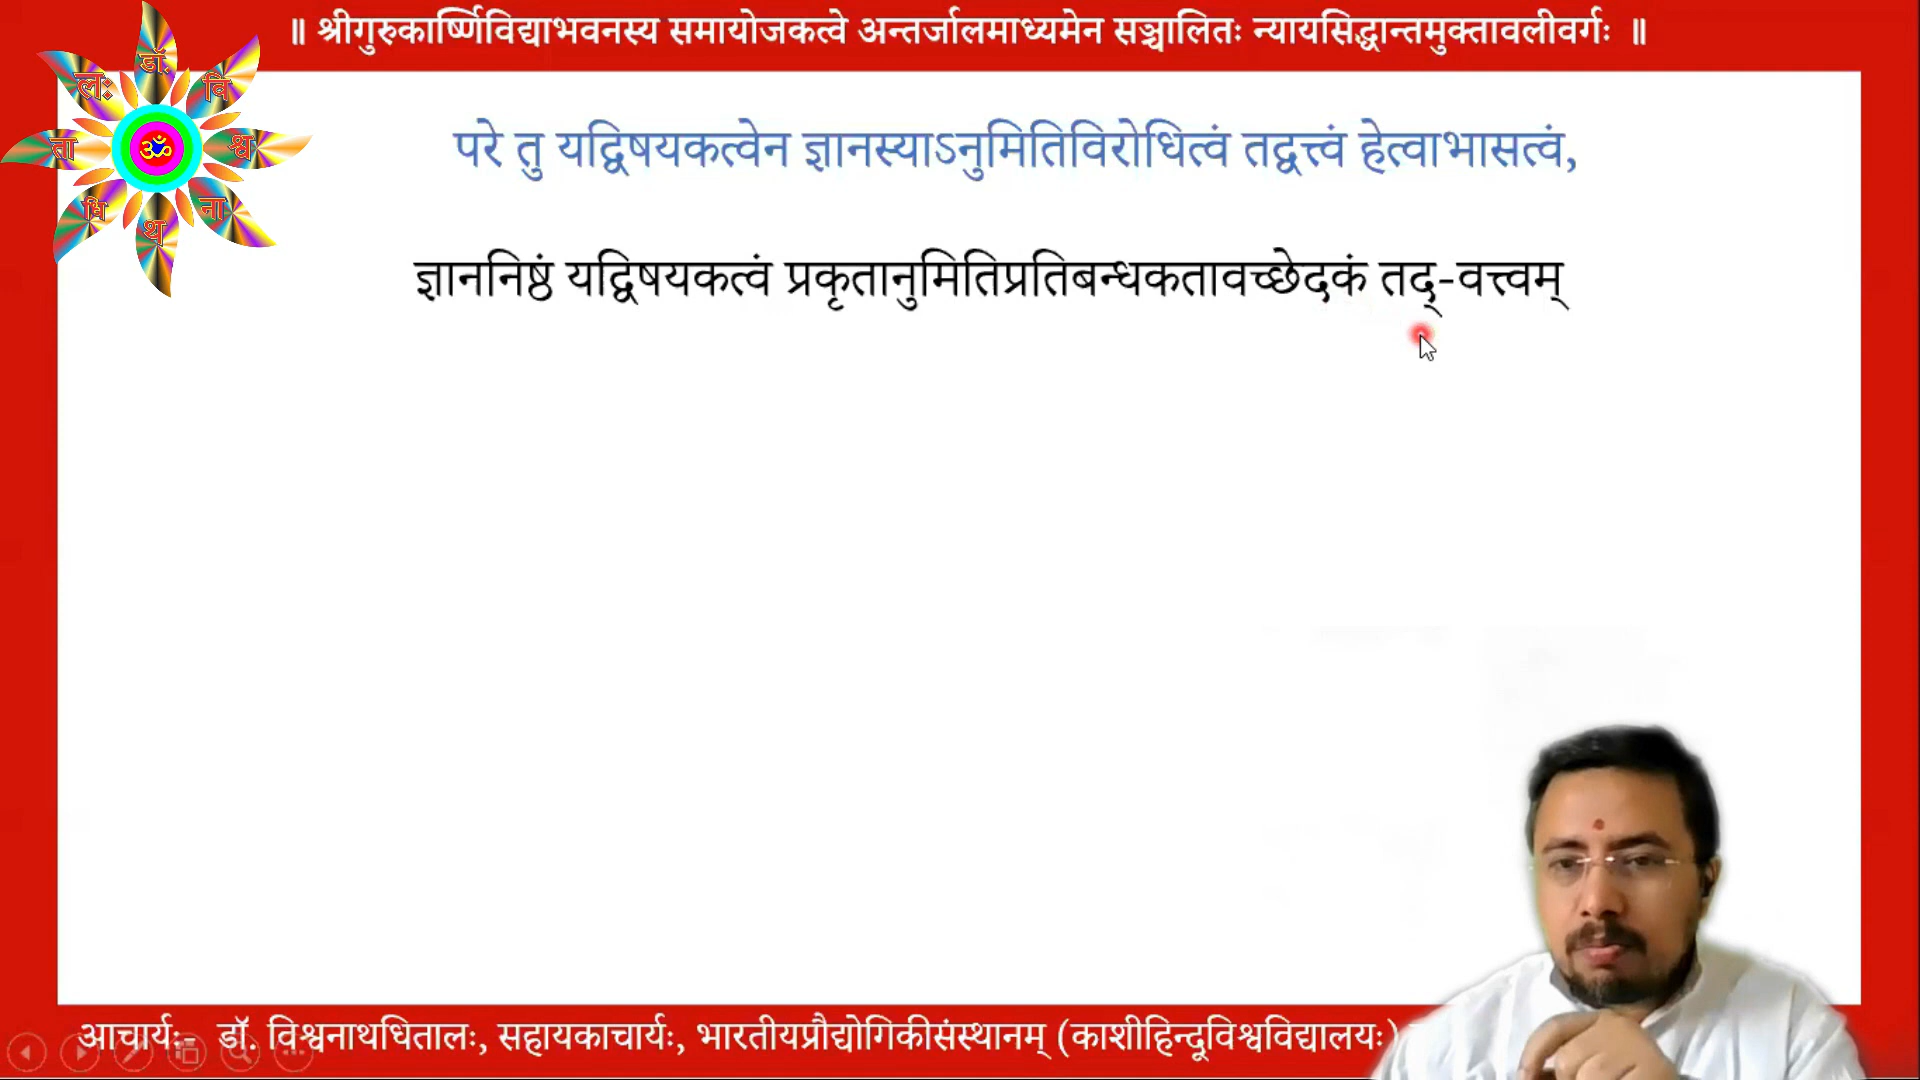 ॥ श्रीगुरुकार्ष्णिविद्याभवनस्य समायोजकत्वे अन्तर्जालमाध्यमेन सञ्चालितः न्यायसिद्धान्तमुक्तावलीवर्गः ॥
डॉ. वि श्व ना थ धि ता लः
ॐ
परे तु यद्विषयकत्वेन ज्ञानस्याऽनुमितिविरोधित्वं तद्वत्त्वं हेत्वाभासत्वं,
ज्ञाननिष्ठं यद्विषयकत्वं प्रकृतानुमितिप्रतिबन्धकतावच्छेदकं तद्-वत्त्वम्
आचार्यः- डॉ. विश्वनाथधितालः, सहायकाचार्यः, भारतीयप्रौद्योगिकीसंस्थानम् (काशीहिन्दूविश्वविद्यालयः)